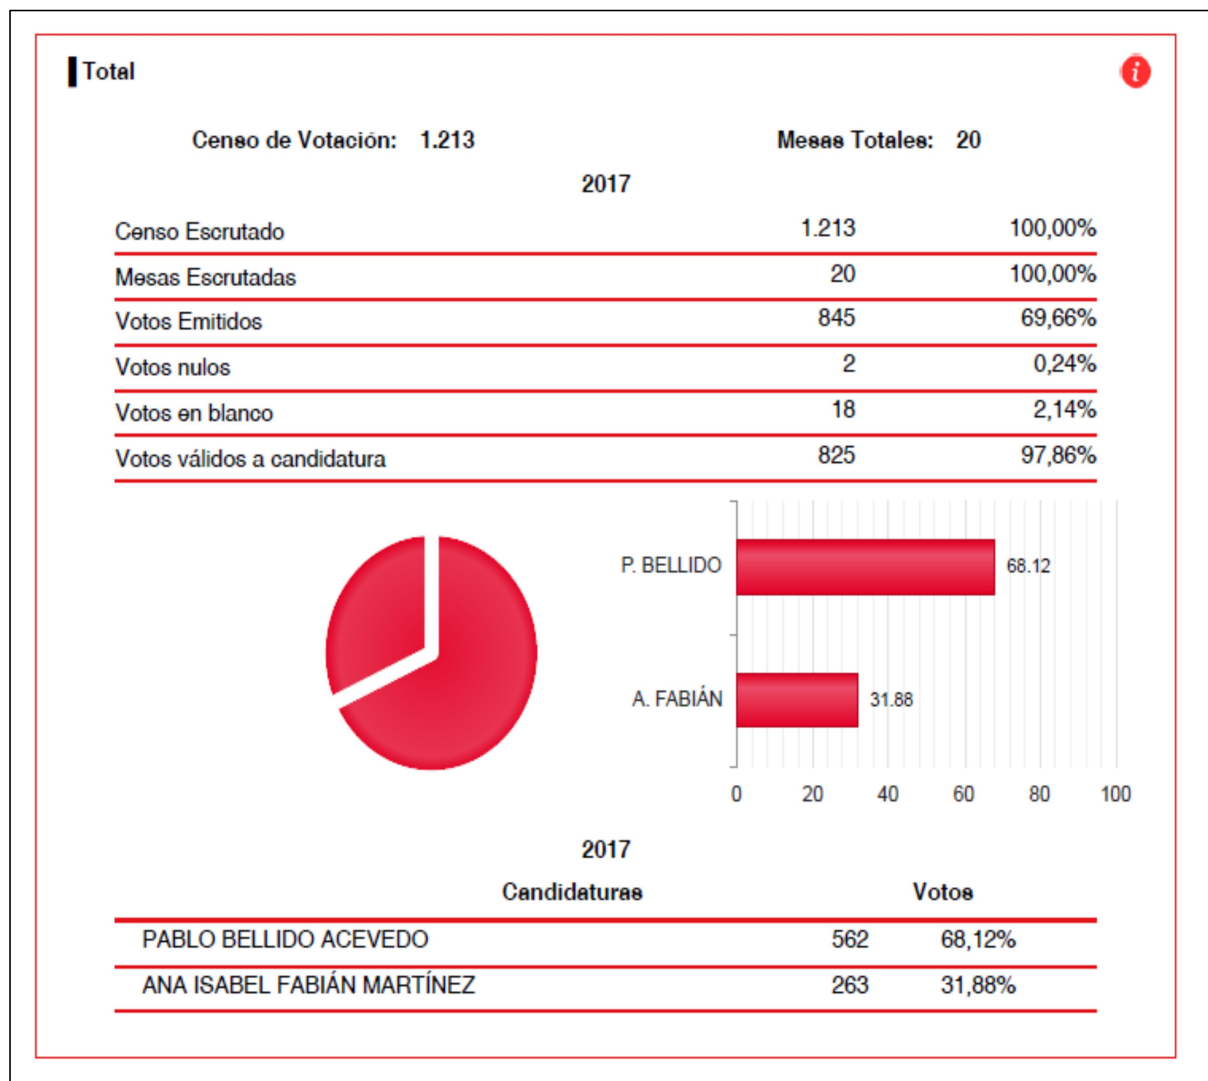 Total
i
Censo de Votación: 1.213 Mesas Totales: 20
2017
Censo Escrutado 1.213 100,00%
Mesas Escrutadas 20 100,00%
Votos Emitidos 845 69,66%
Votos nulos 2 0,24%
Votos en blanco 18 2,14%
Votos válidos a candidatura 825 97,86%
P. BELLIDO 68.12
A. FABIÁN 31.88
0 20 40 60 80 100
2017
Candidaturas Votos
PABLO BELLIDO ACEVEDO 562 68,12%
ANA ISABEL FABIÁN MARTÍNEZ 263 31,88%